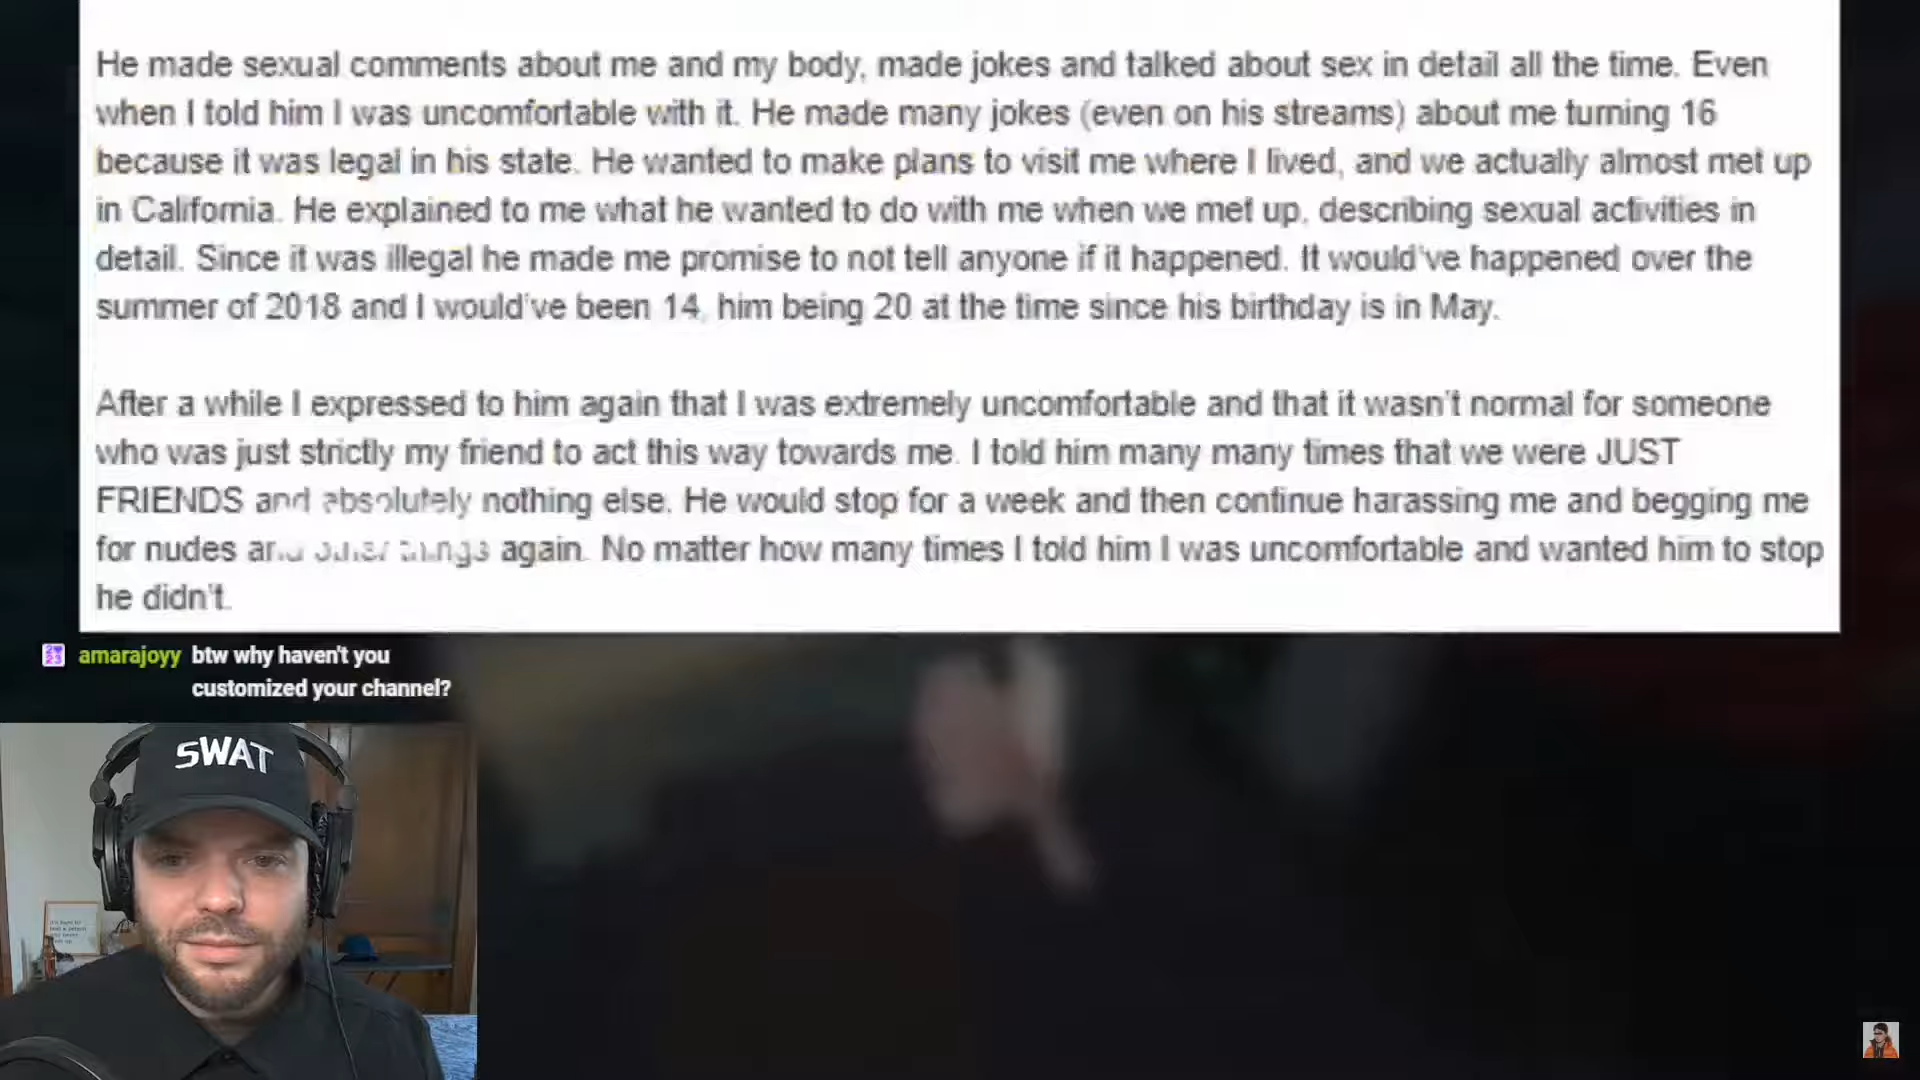 He made sexual comments about me and my body, made jokes and talked about sex in detail all the time. Even
when I told him I was uncomfortable with it. He made many jokes (even on his streams) about me turning 16
because it was legal in his state. He wanted to make plans to visit me where I lived, and we actually almost met up
in California. He explained to me what he wanted to do with me when we met up, describing sexual activities in
detail. Since it was illegal he made me promise to not tell anyone if it happened. It would've happened over the
summer of 2018 and I would've been 14, him being 20 at the time since his birthday is in May.
After a while I expressed to him again that I was extremely uncomfortable and that it wasn't normal for someone
who was just strictly my friend to act this way towards me. I told him many many times that we were JUST
FRIENDS and absolutely nothing else. He would stop for a week and then continue harassing me and begging me
for nudes and other things again. No matter how many times I told him I was uncomfortable and wanted him to stop
he didn't.
amarajoyy btw why haven't you
customized your channel?
SWAT